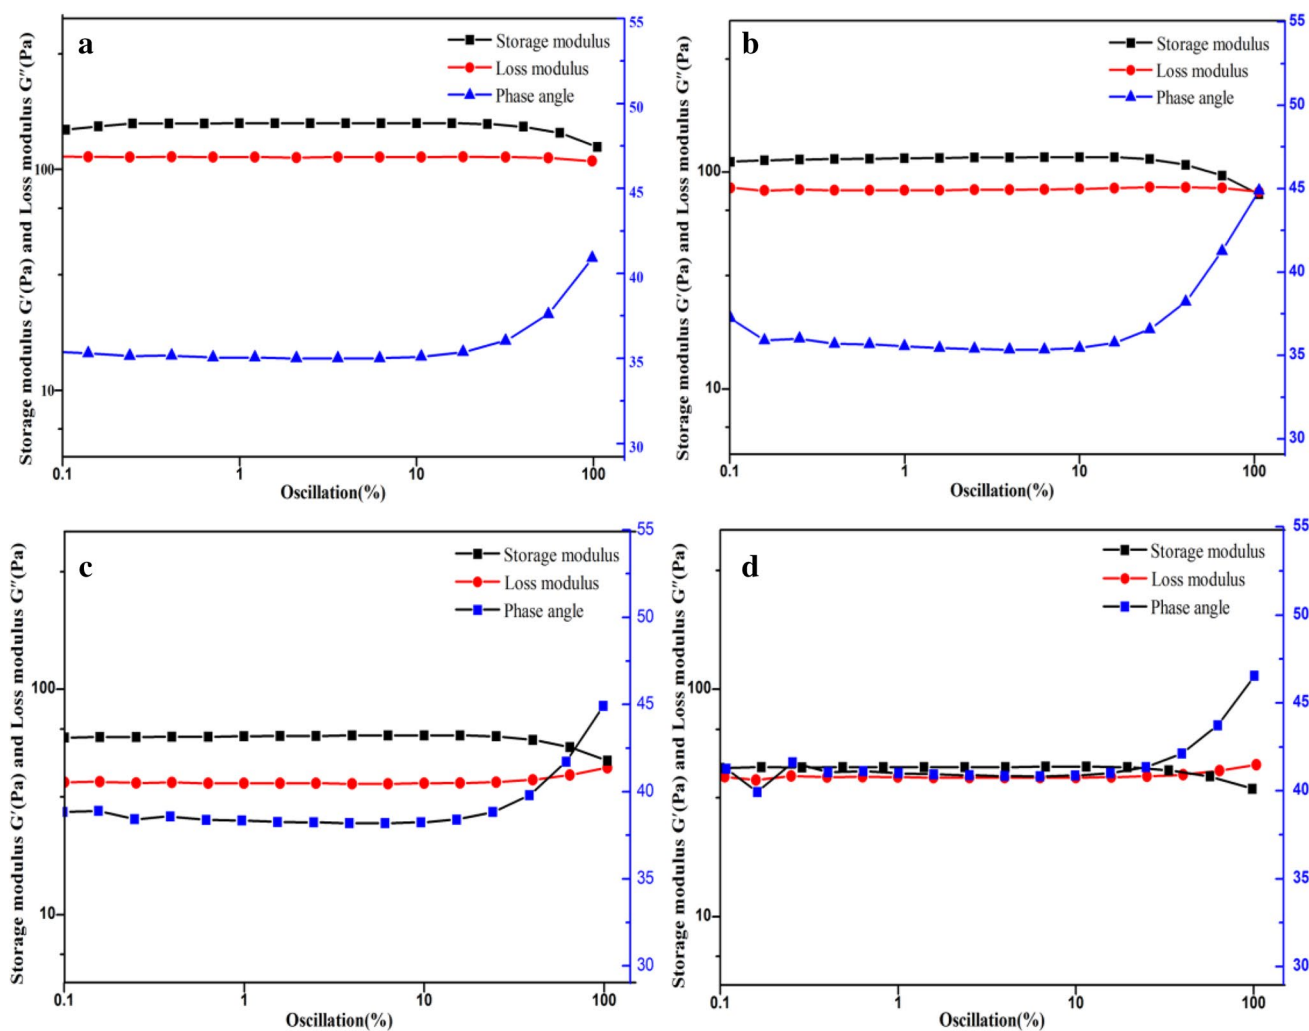 a
Storage modulus
Loss modulus
Phase angle
Storage modulus G'(Pa) and Loss modulus G"(Pa)
100
10
55
50
45
40
35
30
0.1 1 10 100
Oscillation(%)
b
Storage modulus
Loss modulus
Phase angle
Storage modulus G'(Pa) and Loss modulus G"(Pa)
100
10
55
50
45
40
35
30
0.1 1 10 100
Oscillation(%)
c
Storage modulus
Loss modulus
Phase angle
Storage modulus G'(Pa) and Loss modulus G"(Pa)
100
10
55
50
45
40
35
30
0.1 1 10 100
Oscillation(%)
d
Storage modulus
Loss modulus
Phase angle
Storage modulus G'(Pa) and Loss modulus G"(Pa)
100
10
55
50
45
40
35
30
0.1 1 10 100
Oscillation(%)